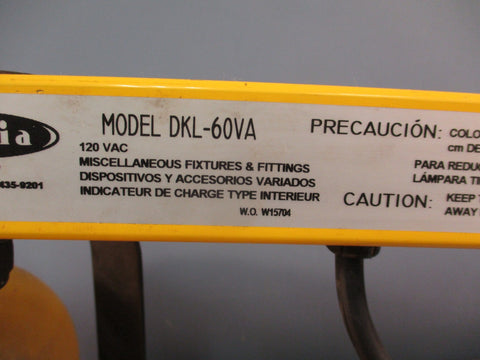 ia
435-9201
MODEL DKL-60VA
120 VAC
MISCELLANEOUS FIXTURES & FITTINGS
DISPOSITIVOS Y ACCESORIOS VARIADOS
INDICATEUR DE CHARGE TYPE INTERIEUR
W.O. W15704
PRECAUCIÓN: COLO
cm DE
PARA REDUC
LÁMPARA TI
CAUTION: KEEP
AWAY